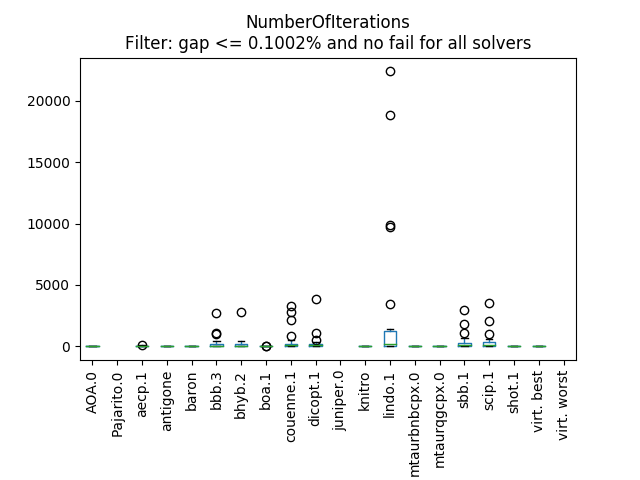 NumberOfIterations
Filter: gap <= 0.1002% and no fail for all solvers
20000
15000
10000
5000
0
AOA.0
Pajarito.0
aecp.1
antigone
baron
bbb.3
bhyb.2
boa.1
couenne.1
dicopt.1
juniper.0
knitro
lindo.1
mtaurbnbcpx.0
mtaurqgcpx.0
sbb.1
scip.1
shot.1
virt. best
virt. worst